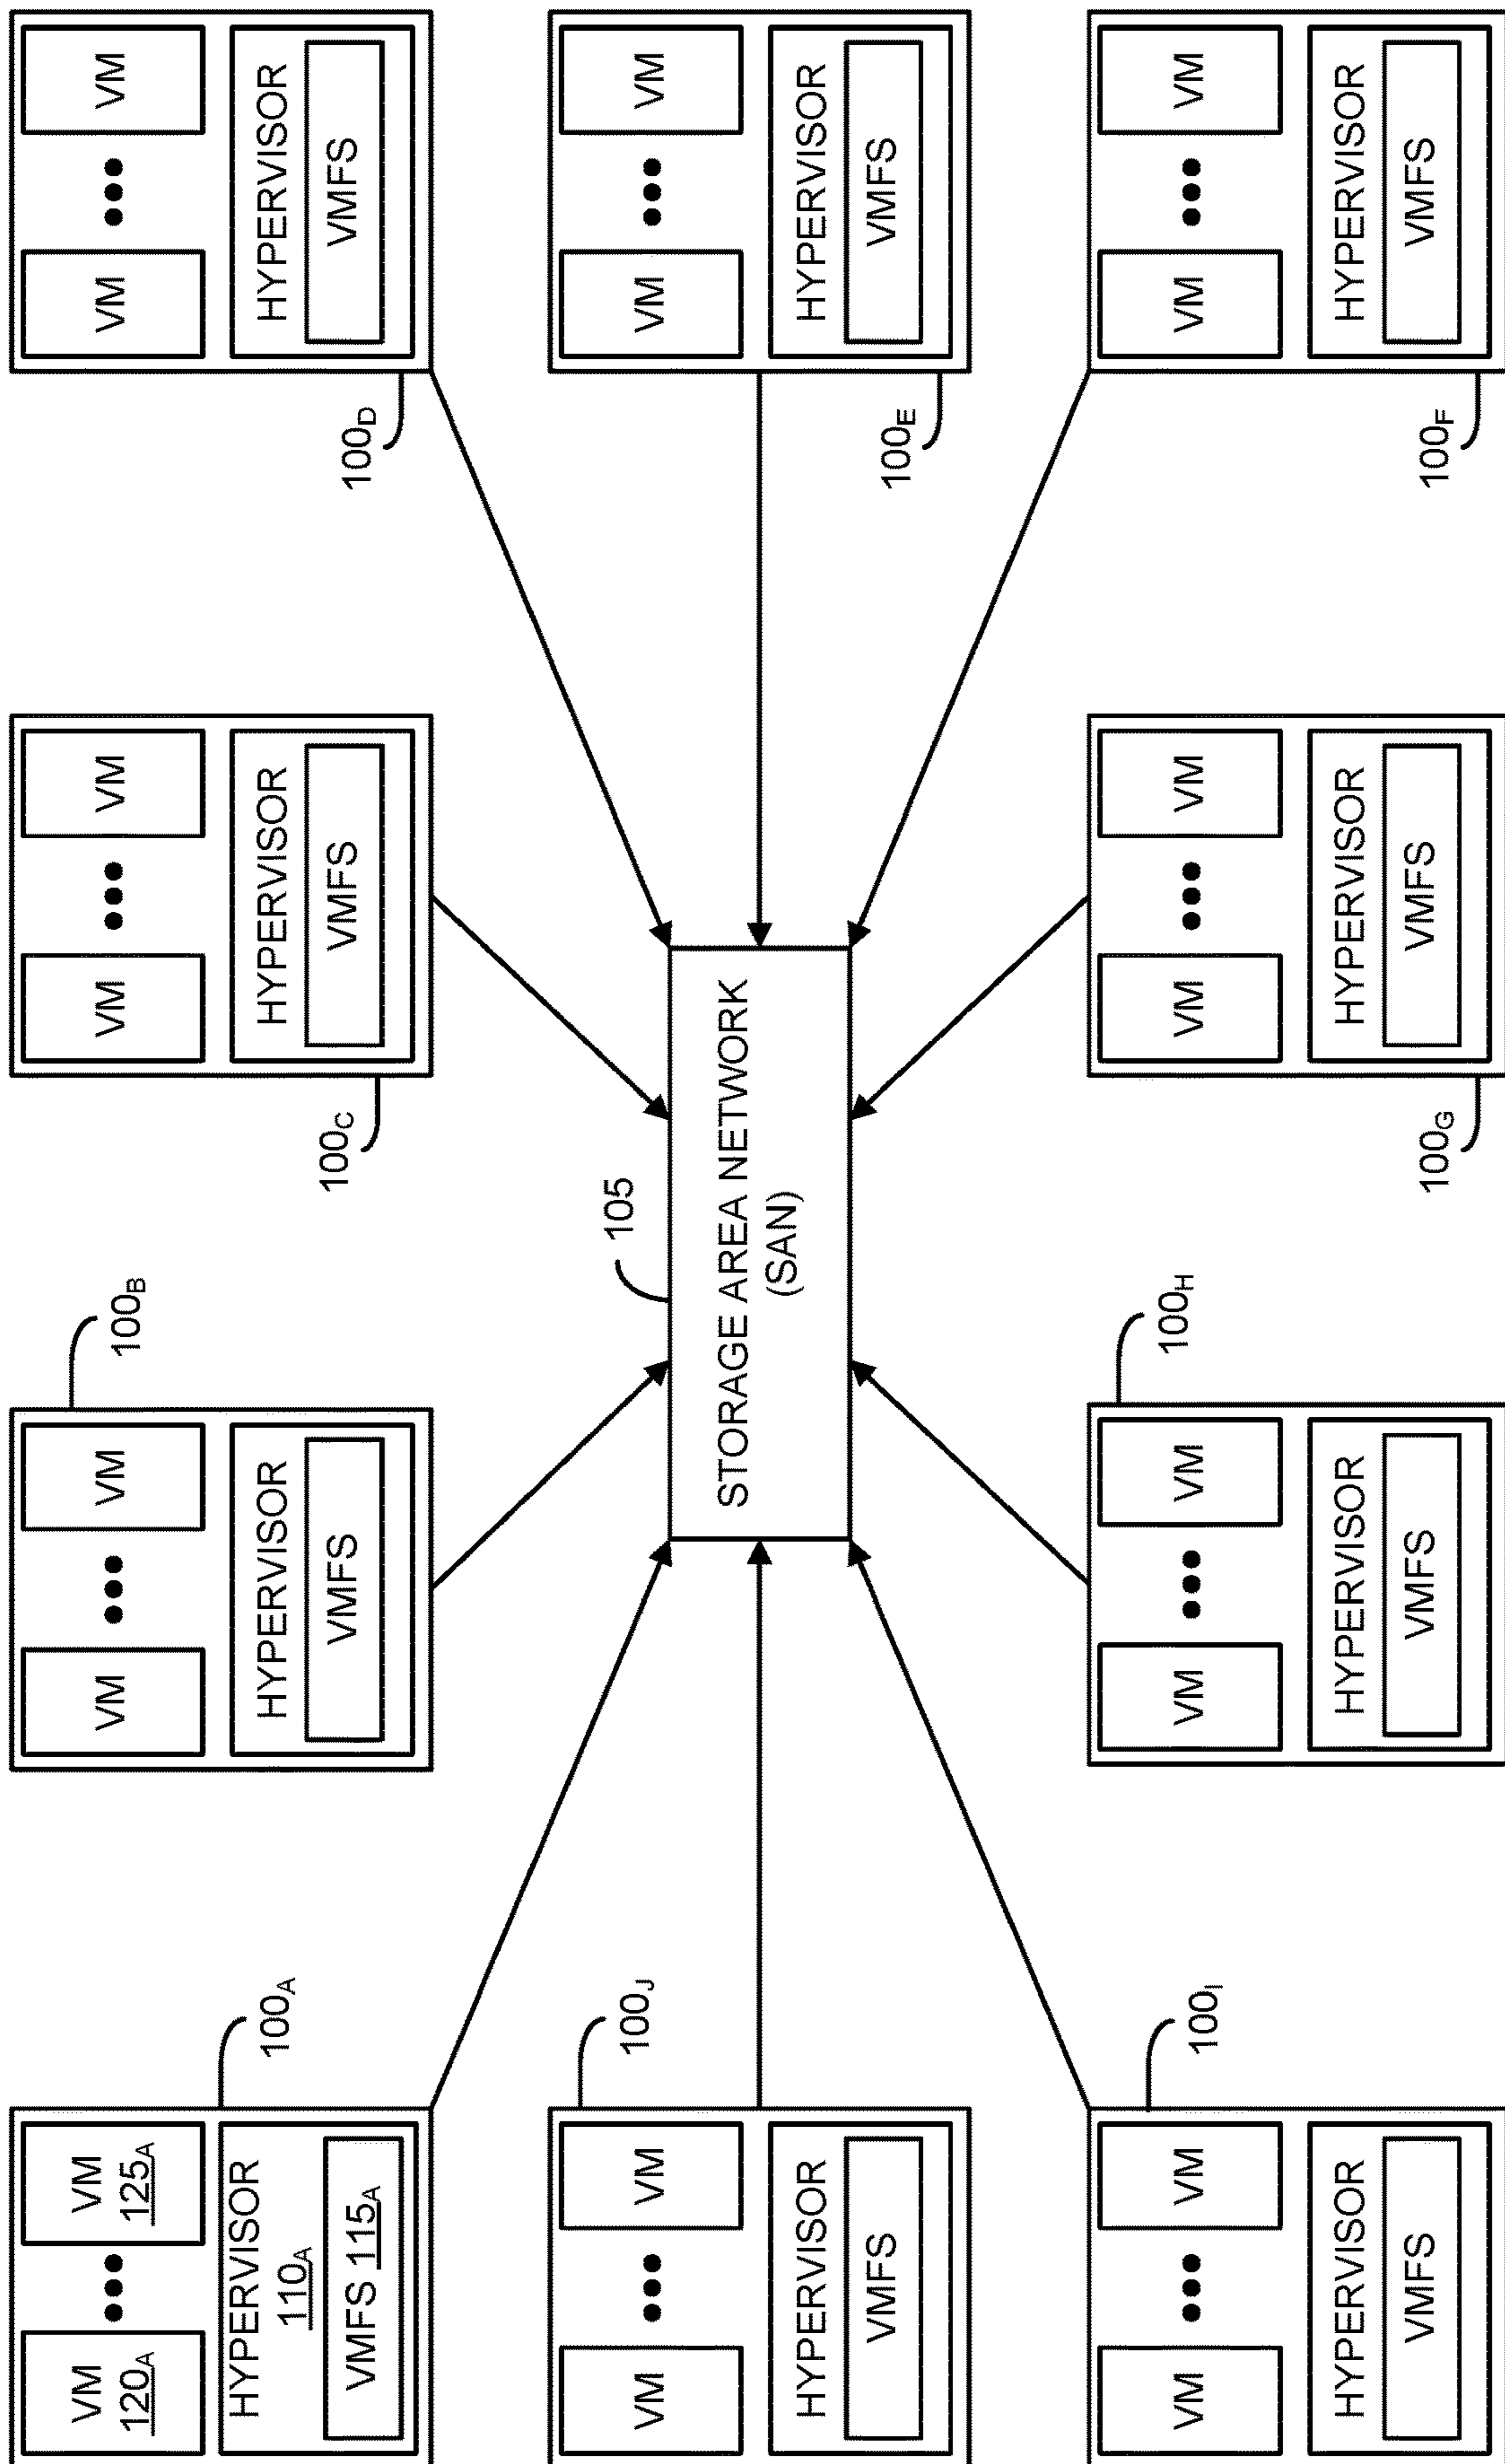 VM
120A
VM
125A
HYPERVISOR
110A
VMFS 115A
100A
VM
VM
HYPERVISOR
VMFS
100B
VM
VM
HYPERVISOR
VMFS
100C
VM
VM
HYPERVISOR
VMFS
100D
VM
VM
HYPERVISOR
VMFS
100J
105
STORAGE AREA NETWORK
(SAN)
VM
VM
HYPERVISOR
VMFS
100E
VM
VM
HYPERVISOR
VMFS
100I
VM
VM
HYPERVISOR
VMFS
100H
VM
VM
HYPERVISOR
VMFS
100G
VM
VM
HYPERVISOR
VMFS
100F